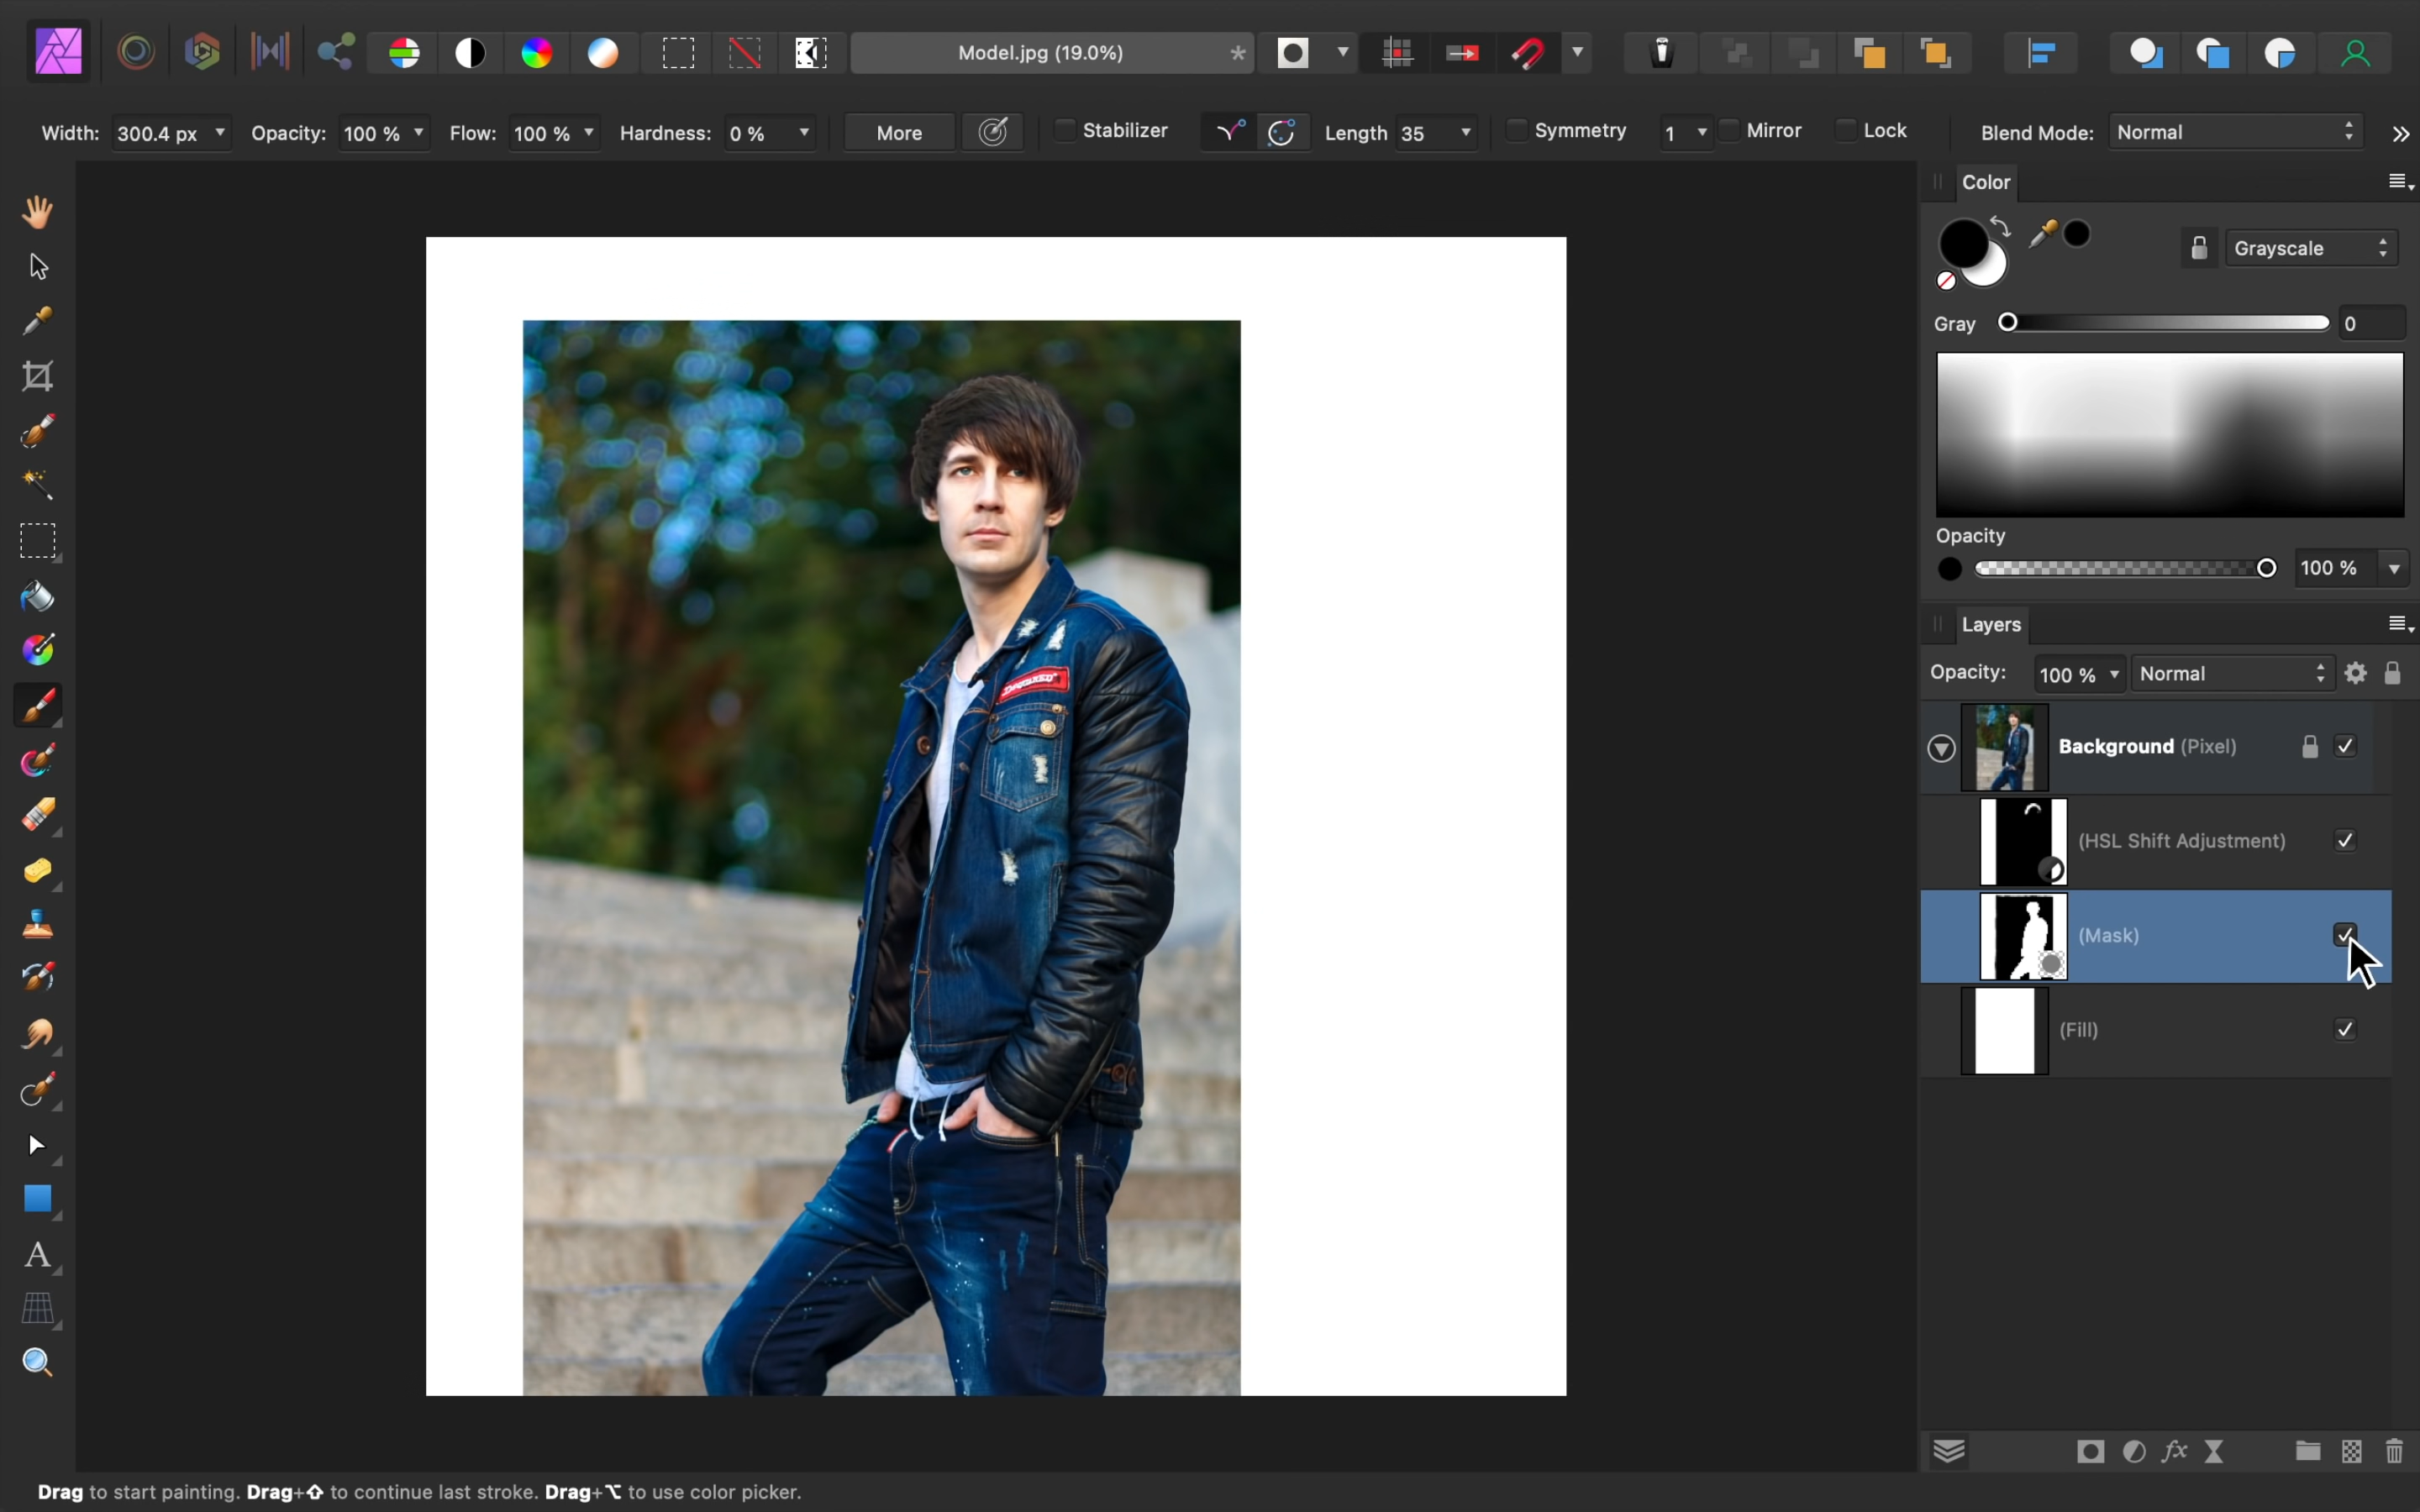 Model.jpg (19.0%)
*
Width: 300.4 px Opacity: 100 % Flow: 100 % Hardness: 0 % More Stabilizer Length 35 Symmetry 1 Mirror Lock Blend Mode: Normal
Color
Grayscale
Gray 0
Opacity
100 %
Layers
Opacity: 100 % Normal
Background (Pixel)
(HSL Shift Adjustment)
(Mask)
(Fill)
A
fx
Drag to start painting. Drag+⇧ to continue last stroke. Drag+⌥ to use color picker.